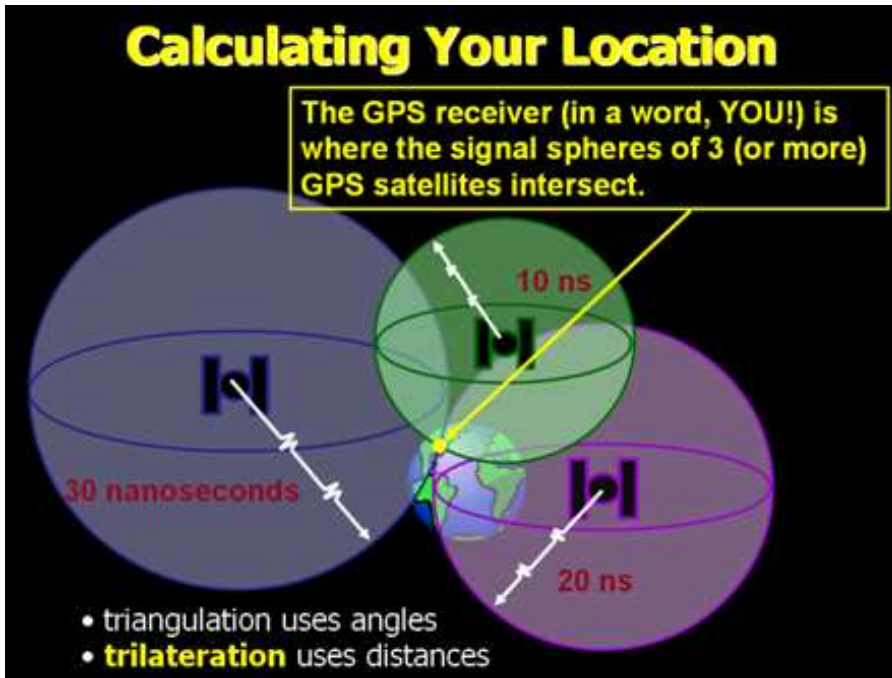 Calculating Your Location
The GPS receiver (in a word, YOU!) is
where the signal spheres of 3 (or more)
GPS satellites intersect.
10 ns
30 nanoseconds
20 ns
• triangulation uses angles
• trilateration uses distances